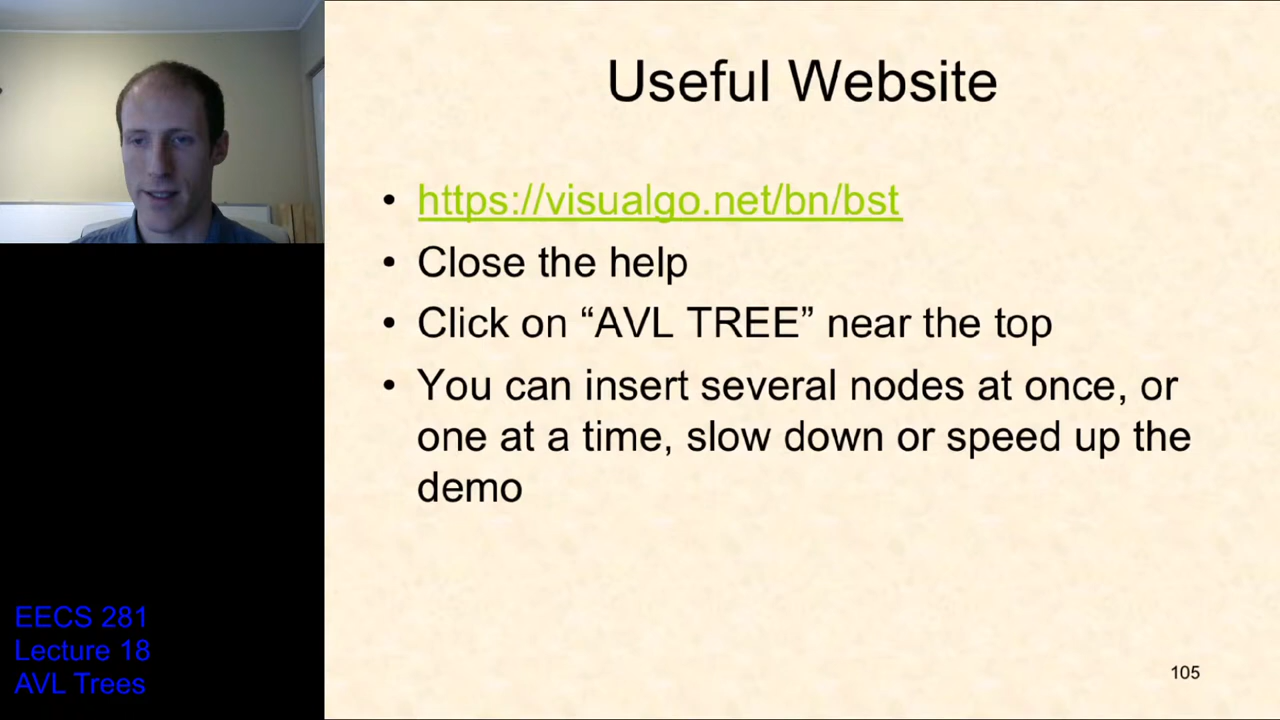 Useful Website
• https://visualgo.net/bn/bst
• Close the help
• Click on “AVL TREE” near the top
• You can insert several nodes at once, or
one at a time, slow down or speed up the
demo
EECS 281
Lecture 18
AVL Trees
105